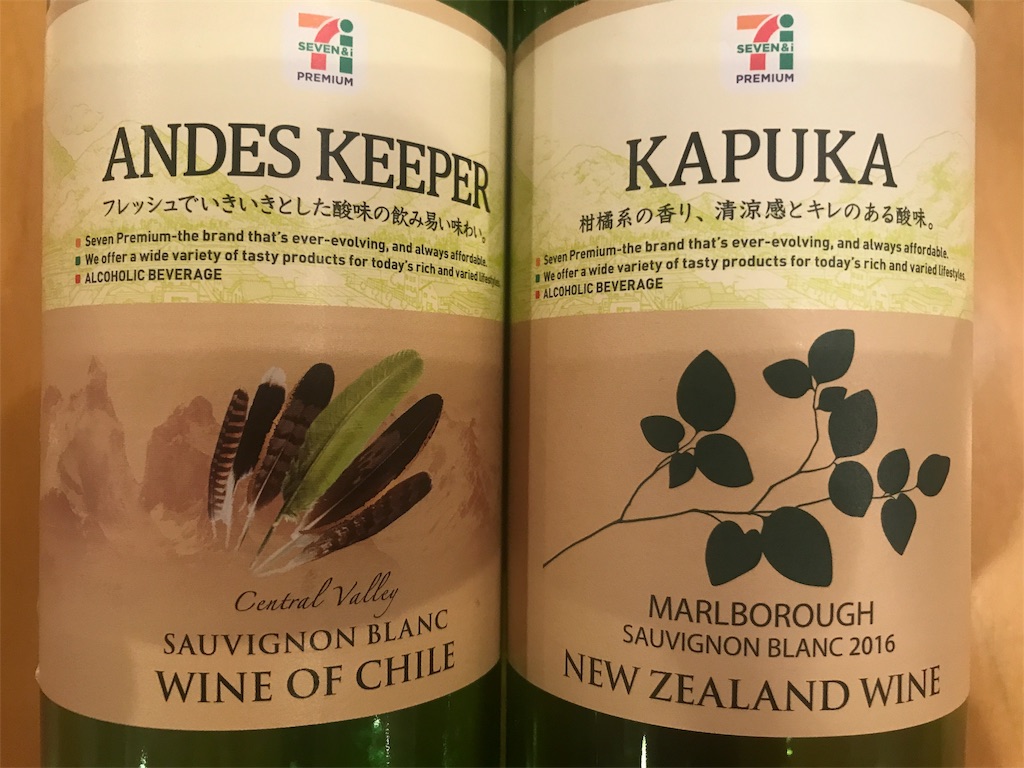 7i
SEVEN&i
PREMIUM
ANDES KEEPER
フレッシュでいきいきとした酸味の飲み易い味わい。
Seven Premium-the brand that's ever-evolving, and always affordable.
We offer a wide variety of tasty products for today's rich and varied lifestyles.
ALCOHOLIC BEVERAGE
Central Valley
SAUVIGNON BLANC
WINE OF CHILE
7i
SEVEN&i
PREMIUM
KAPUKA
柑橘系の香り、清涼感とキレのある酸味。
Seven Premium-the brand that's ever-evolving, and always affordable.
We offer a wide variety of tasty products for today's rich and varied lifestyles.
ALCOHOLIC BEVERAGE
MARLBOROUGH
SAUVIGNON BLANC 2016
NEW ZEALAND WINE